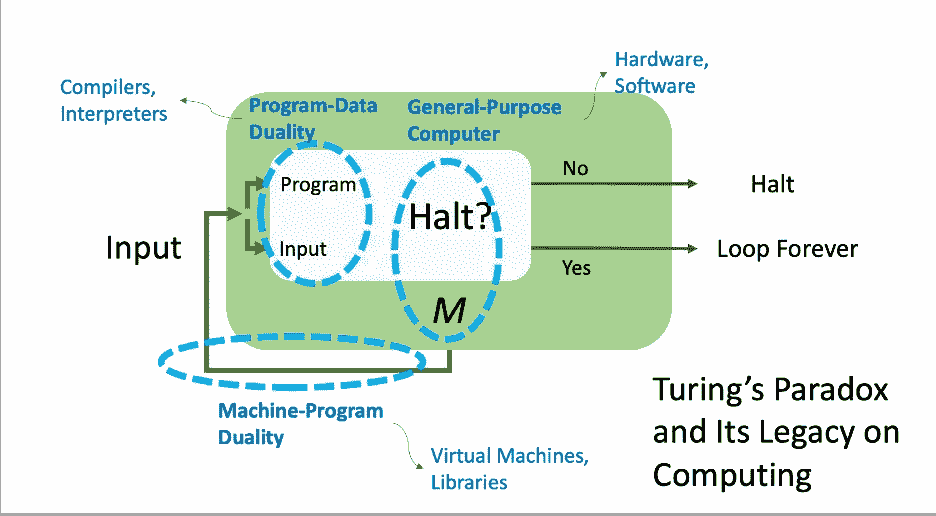 Hardware,
Software
Compilers,
Interpreters
Program-Data
Duality
General-Purpose
Computer
No
Program
Halt
Halt?
Input
Input
Loop Forever
Yes
M
Turing’s Paradox
and Its Legacy on
Computing
Machine-Program
Duality
Virtual Machines,
Libraries